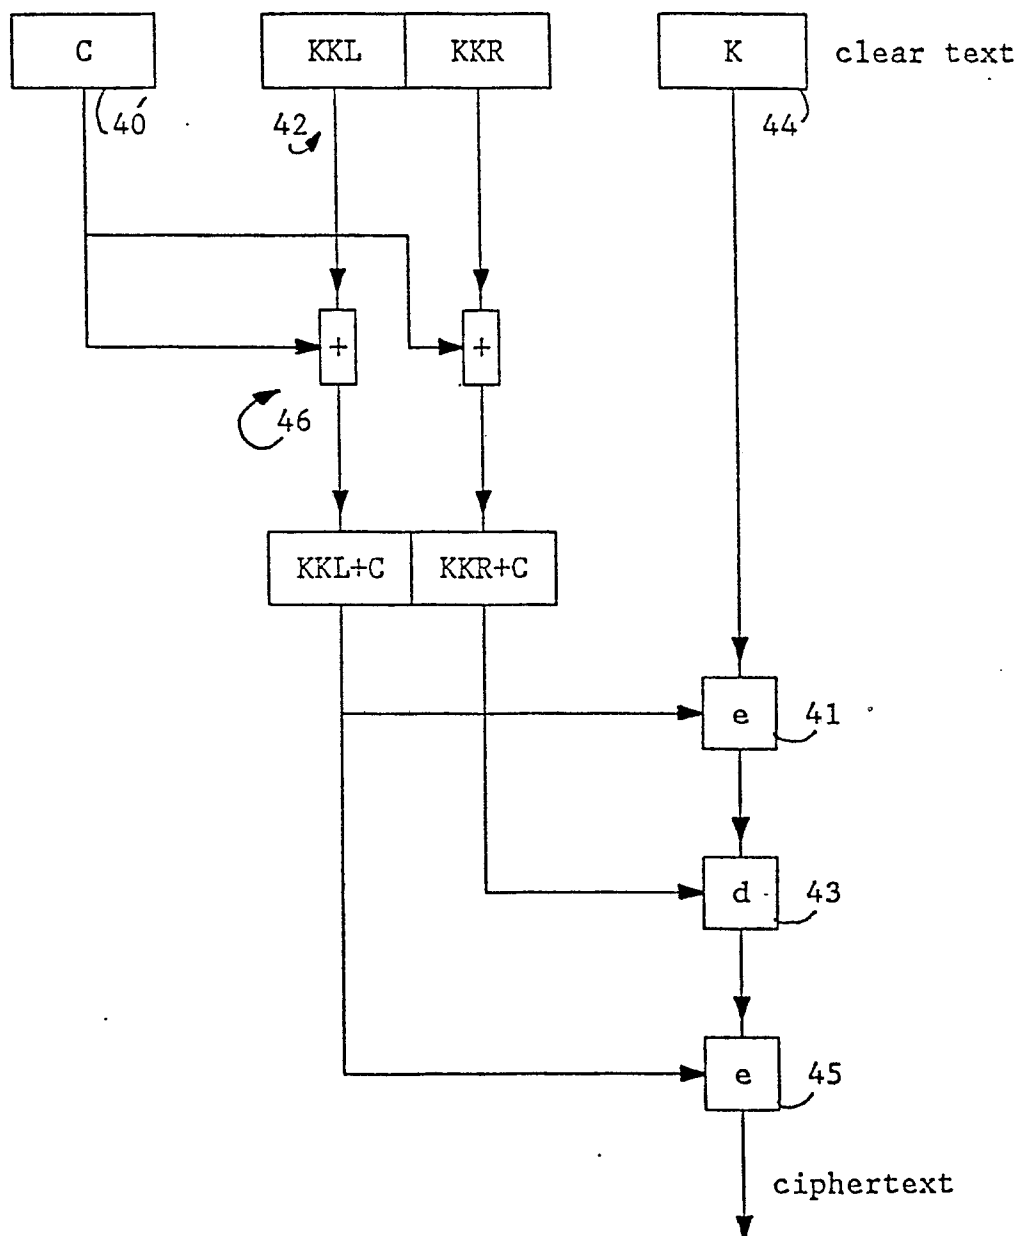 C
KKL KKR
K
clear text
40
42
44
+ +
46
KKL+C KKR+C
e
41
d
43
e
45
ciphertext